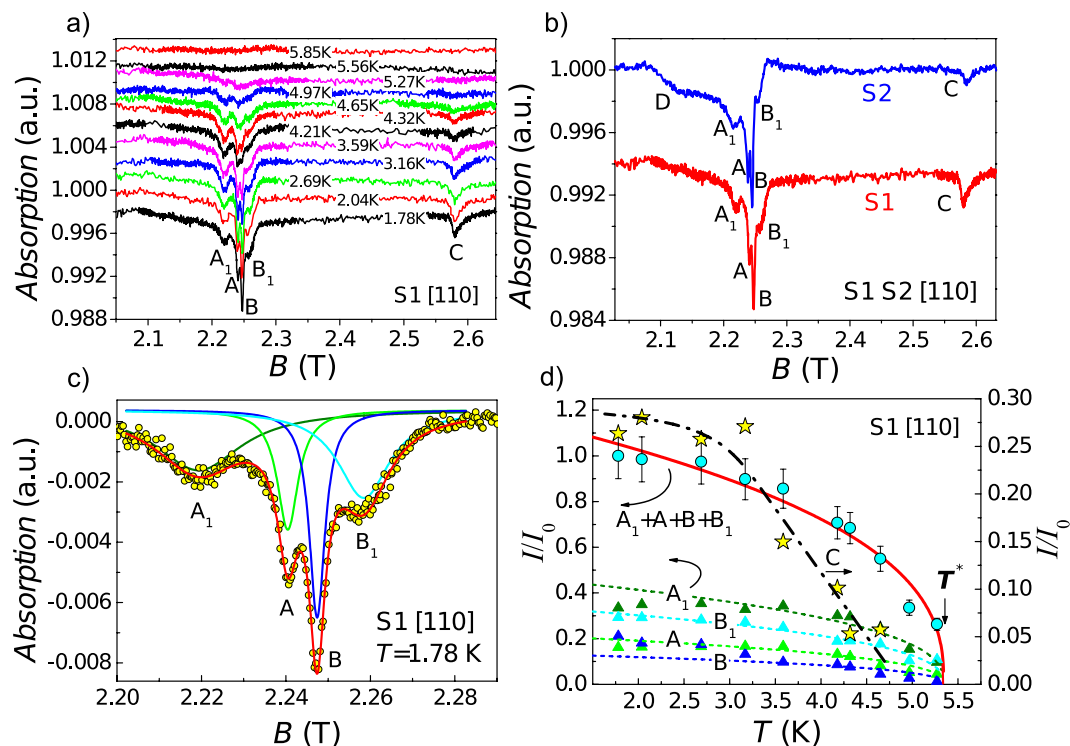 a)
Absorption (a.u.)
1.014
1.012
1.008
1.004
1.000
0.996
0.992
0.988
5.85K
5.56K
5.27K
4.97K
4.65K
4.32K
4.21K
3.59K
3.16K
2.69K
2.04K
1.78K
A1
A
B
B1
C
S1 [110]
2.1 2.2 2.3 2.4 2.5 2.6
B (T)
b)
Absorption (a.u.)
1.000
0.996
0.992
0.988
0.984
D
A1
A
B
B1
S2
C
A1
A
B
B1
S1
C
S1 S2 [110]
2.1 2.2 2.3 2.4 2.5 2.6
B (T)
c)
Absorption (a.u.)
0.000
-0.002
-0.004
-0.006
-0.008
A1
A
B
B1
S1 [110]
T=1.78 K
2.20 2.22 2.24 2.26 2.28
B (T)
d)
I/I0
1.2
1.0
0.8
0.6
0.4
0.2
0.0
S1 [110]
A1+A+B+B1
C
T*
A1
B1
A
B
0.30
0.25
0.20
0.15
0.10
0.05
0.00
I/I0
2.0 2.5 3.0 3.5 4.0 4.5 5.0 5.5
T (K)